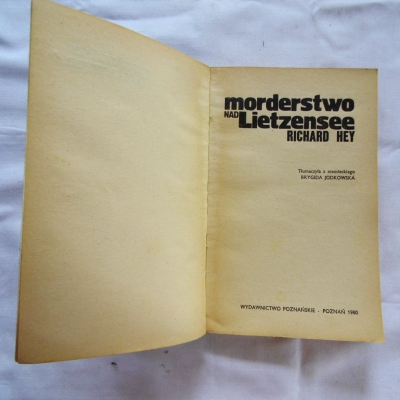 morderstwo
NAD Lietzensee
RICHARD HEY
Tłumaczyła z niemieckiego
BRYGIDA JODKOWSKA
WYDAWNICTWO POZNAŃSKIE · POZNAŃ 1980